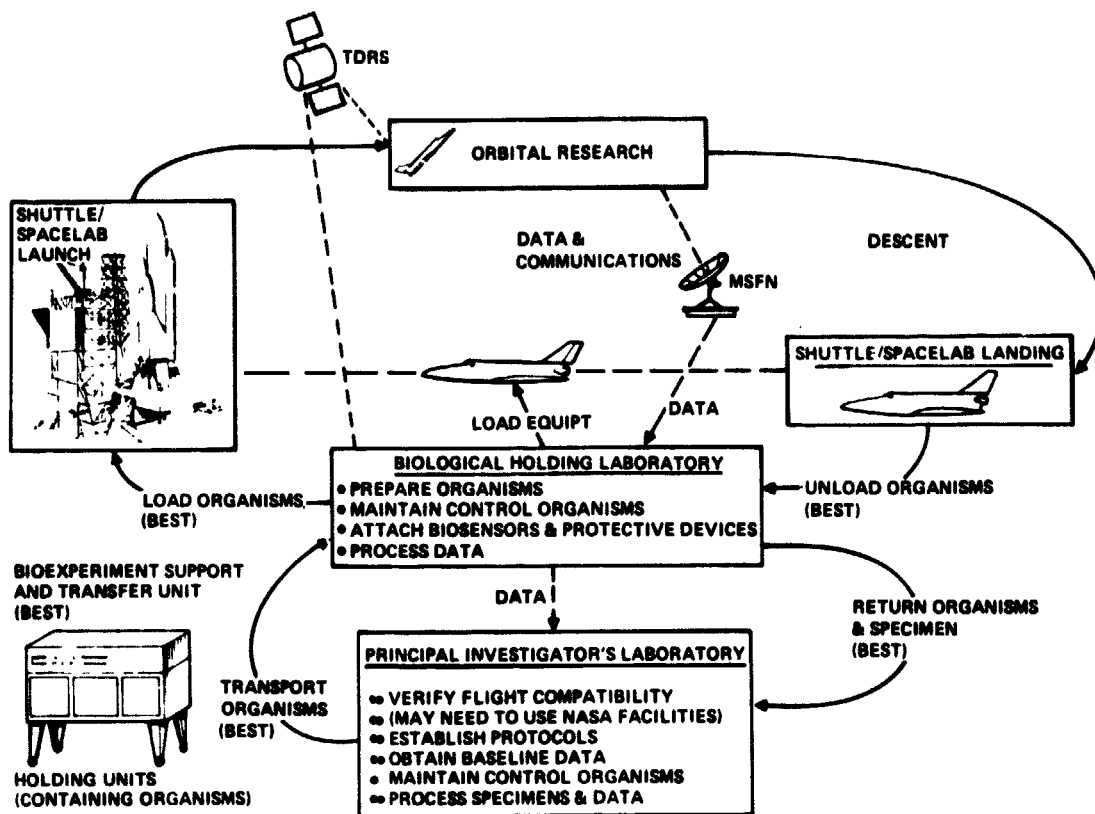 TDRS
ORBITAL RESEARCH
SHUTTLE/
SPACELAB
LAUNCH
DATA &
COMMUNICATIONS
MSFN
DESCENT
SHUTTLE/SPACELAB LANDING
LOAD EQUIPT
DATA
BIOLOGICAL HOLDING LABORATORY
• PREPARE ORGANISMS
• MAINTAIN CONTROL ORGANISMS
• ATTACH BIOSENSORS & PROTECTIVE DEVICES
• PROCESS DATA
LOAD ORGANISMS
(BEST)
UNLOAD ORGANISMS
(BEST)
BIOEXPERIMENT SUPPORT
AND TRANSFER UNIT
(BEST)
HOLDING UNITS
(CONTAINING ORGANISMS)
TRANSPORT
ORGANISMS
(BEST)
DATA
RETURN ORGANISMS
& SPECIMEN
(BEST)
PRINCIPAL INVESTIGATOR'S LABORATORY
•• VERIFY FLIGHT COMPATIBILITY
•• (MAY NEED TO USE NASA FACILITIES)
•• ESTABLISH PROTOCOLS
•• OBTAIN BASELINE DATA
• MAINTAIN CONTROL ORGANISMS
•• PROCESS SPECIMENS & DATA